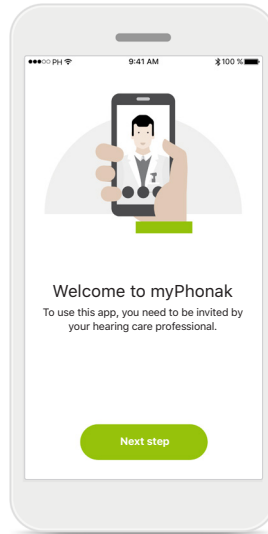 ●●●○○ PH 9:41 AM 100 %
Welcome to myPhonak
To use this app, you need to be invited by
your hearing care professional.
Next step